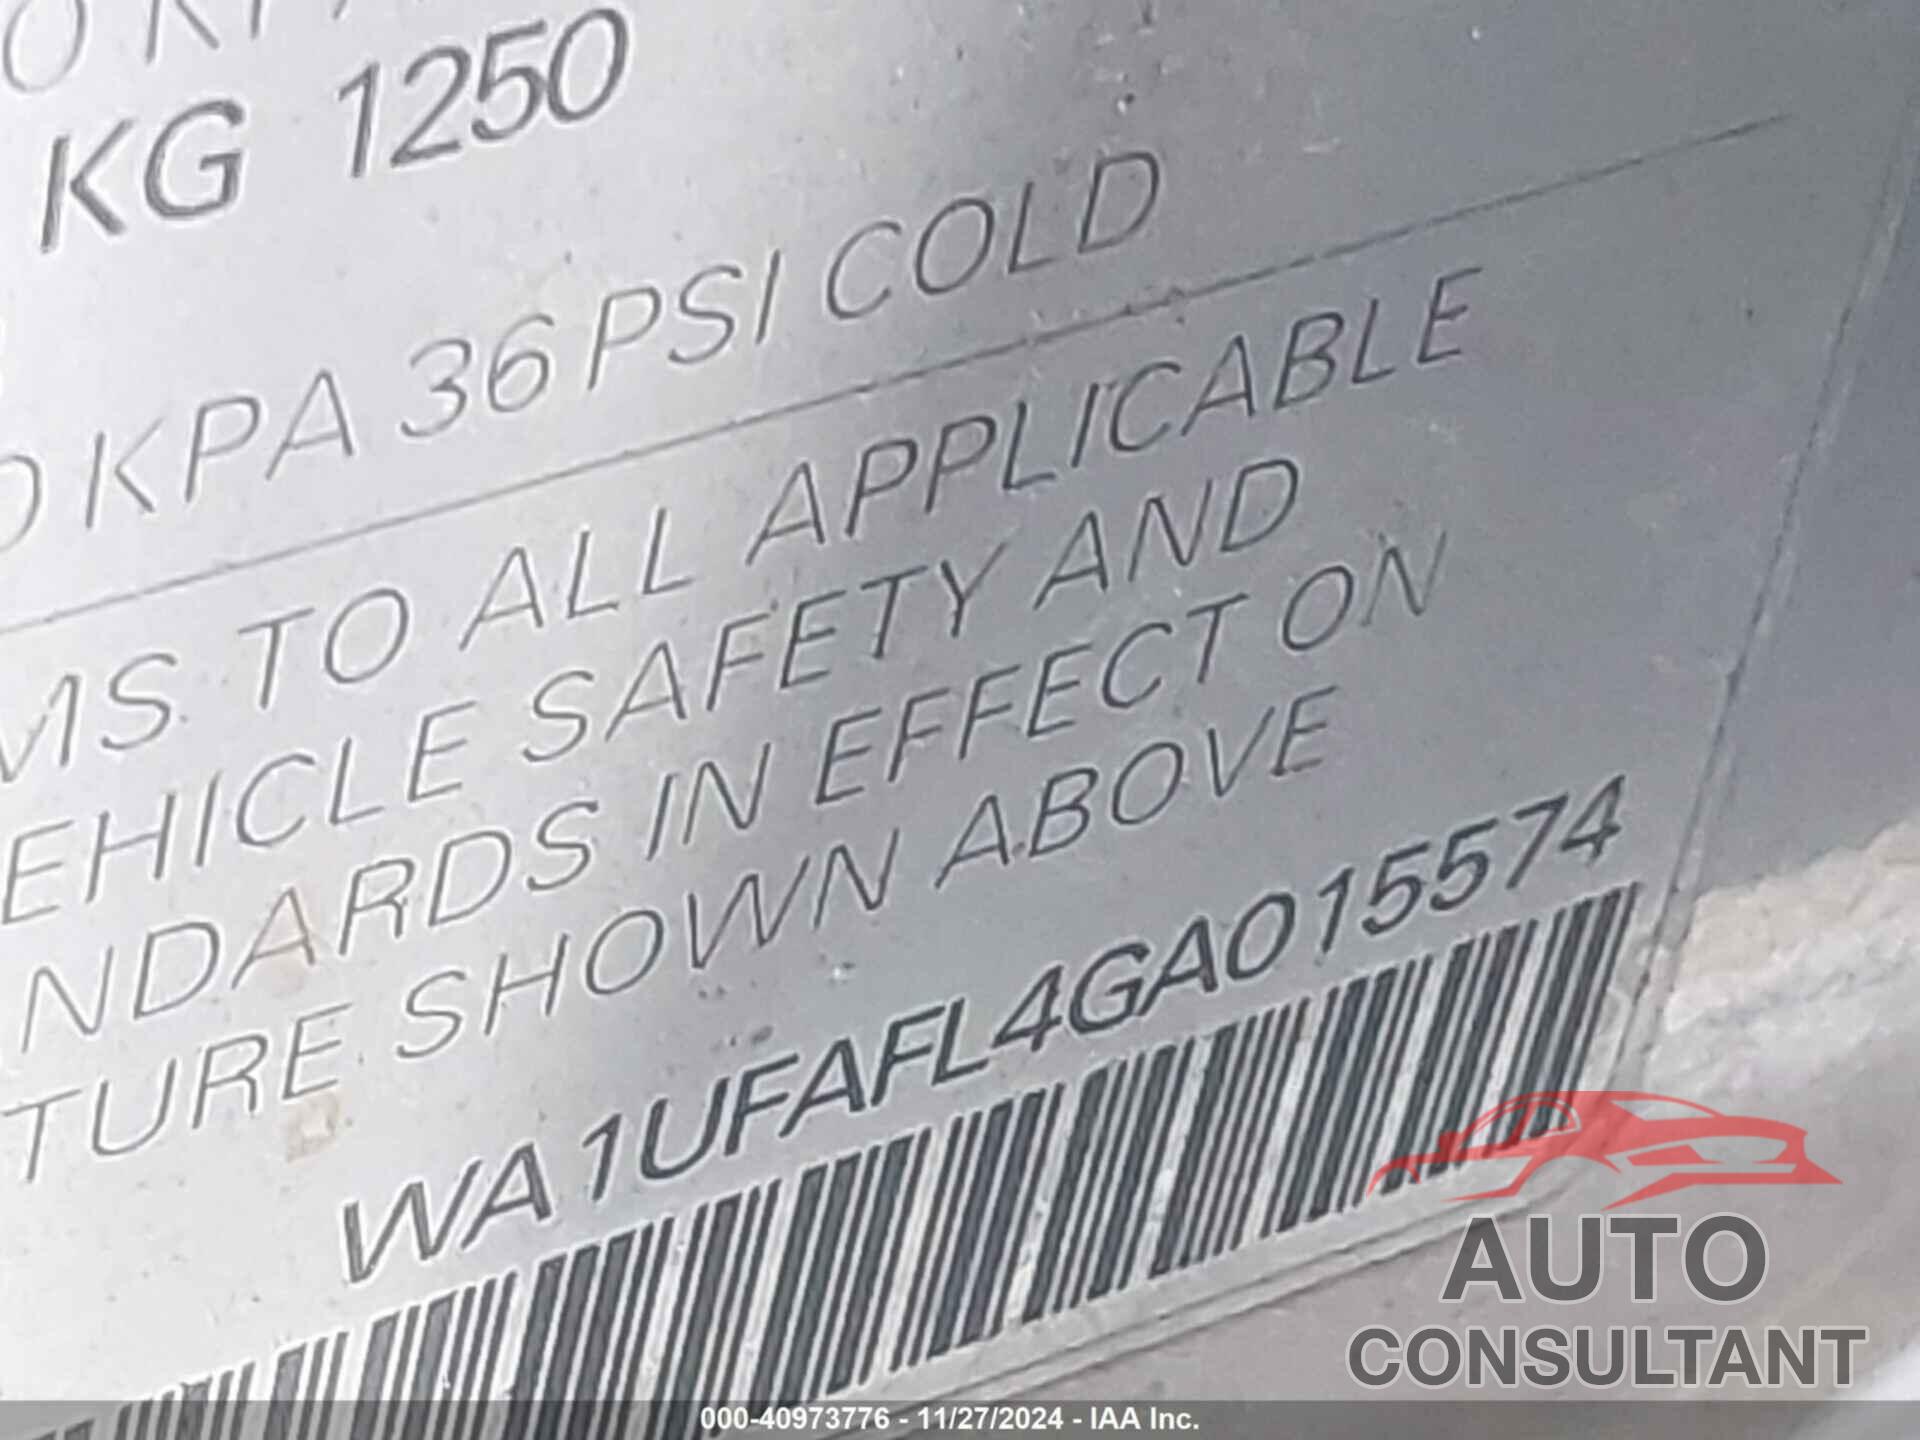 KG 1250
KPA 36 PSI COLD
MS TO ALL APPLICABLE
EHICLE SAFETY AND
NDARDS IN EFFECT ON
TURE SHOWN ABOVE
WA1UFAFL4GA015574
AUTO
CONSULTANT
000-40973776 - 11/27/2024 - IAA Inc.